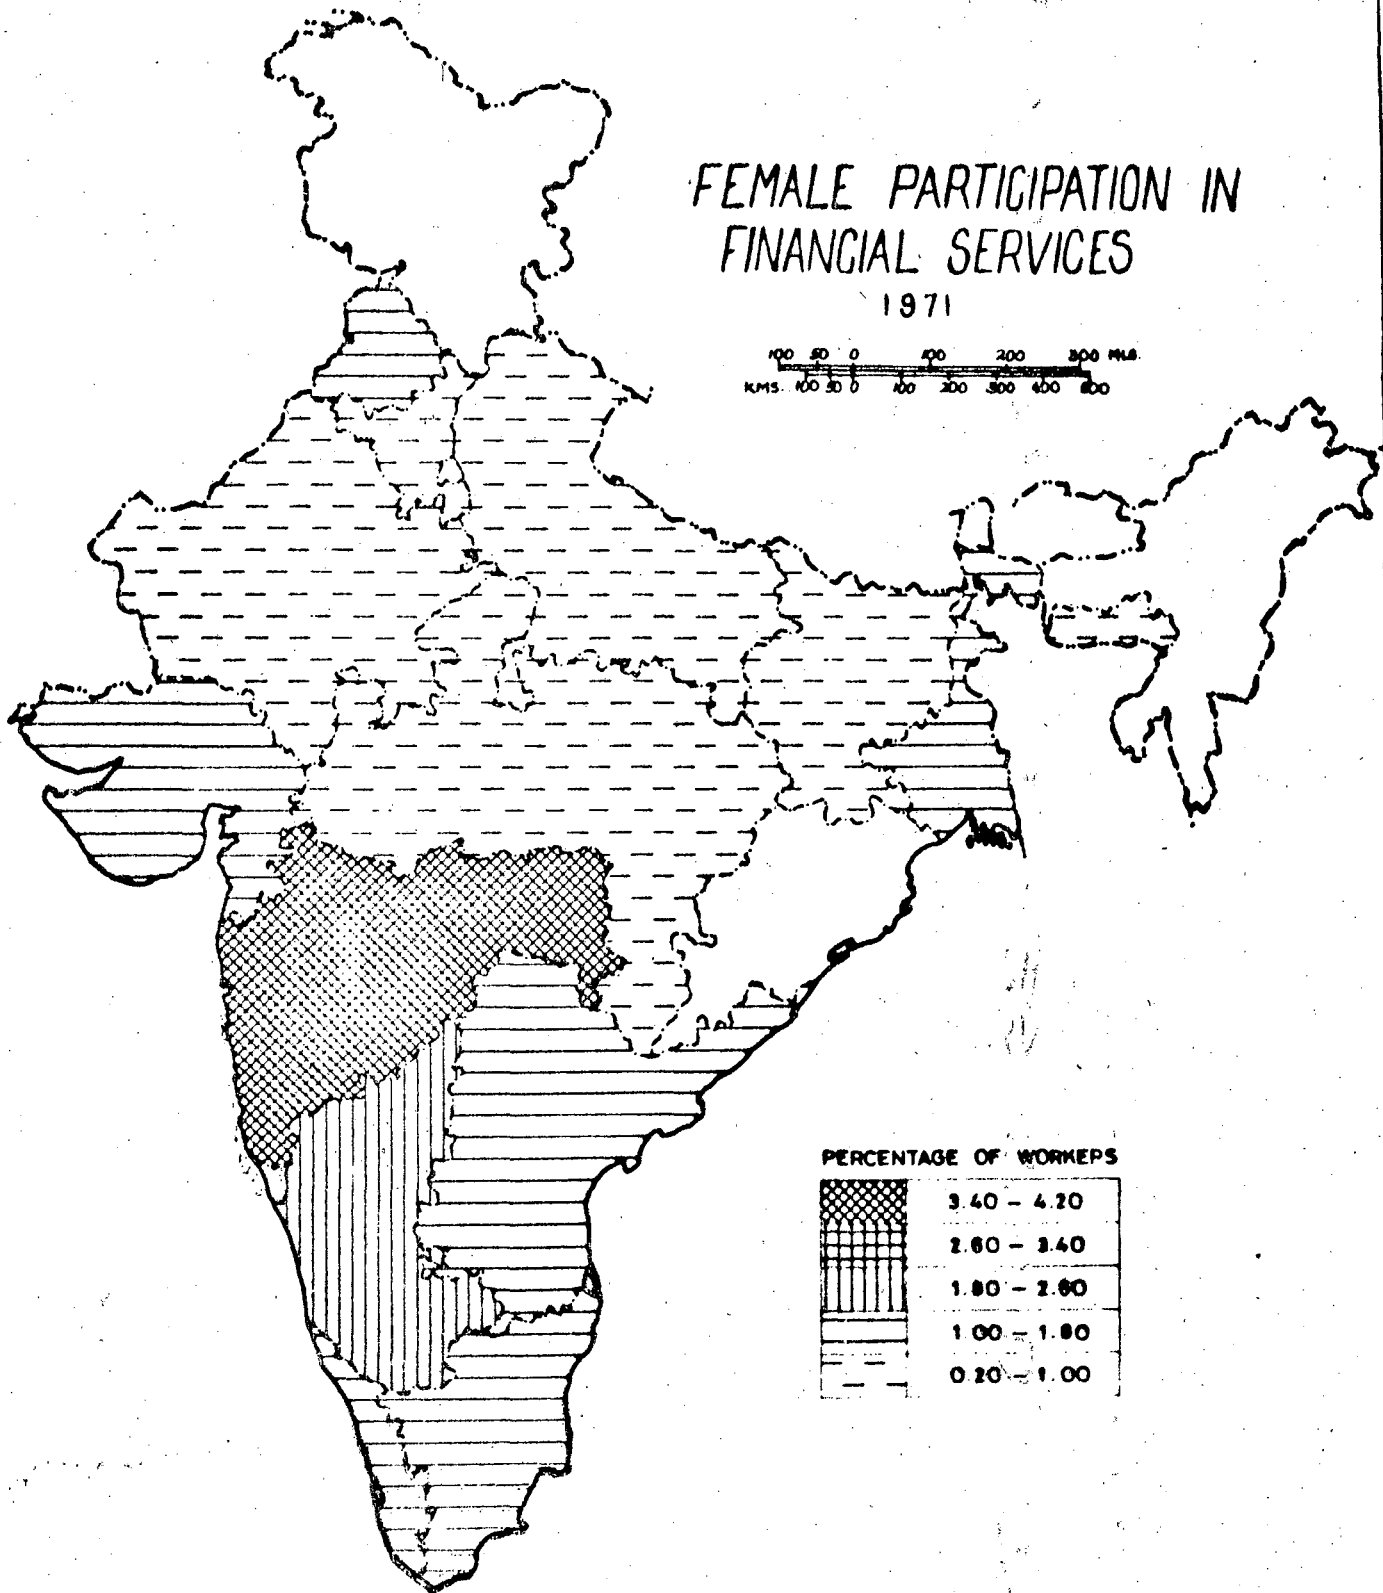 FEMALE PARTICIPATION IN
FINANCIAL SERVICES
1971
100 50 0 100 200 300 MLS.
KMS. 100 50 0 100 200 300 400 500
PERCENTAGE OF WORKERS
3.40 - 4.20
2.60 - 3.40
1.80 - 2.60
1.00 - 1.80
0.20 - 1.00